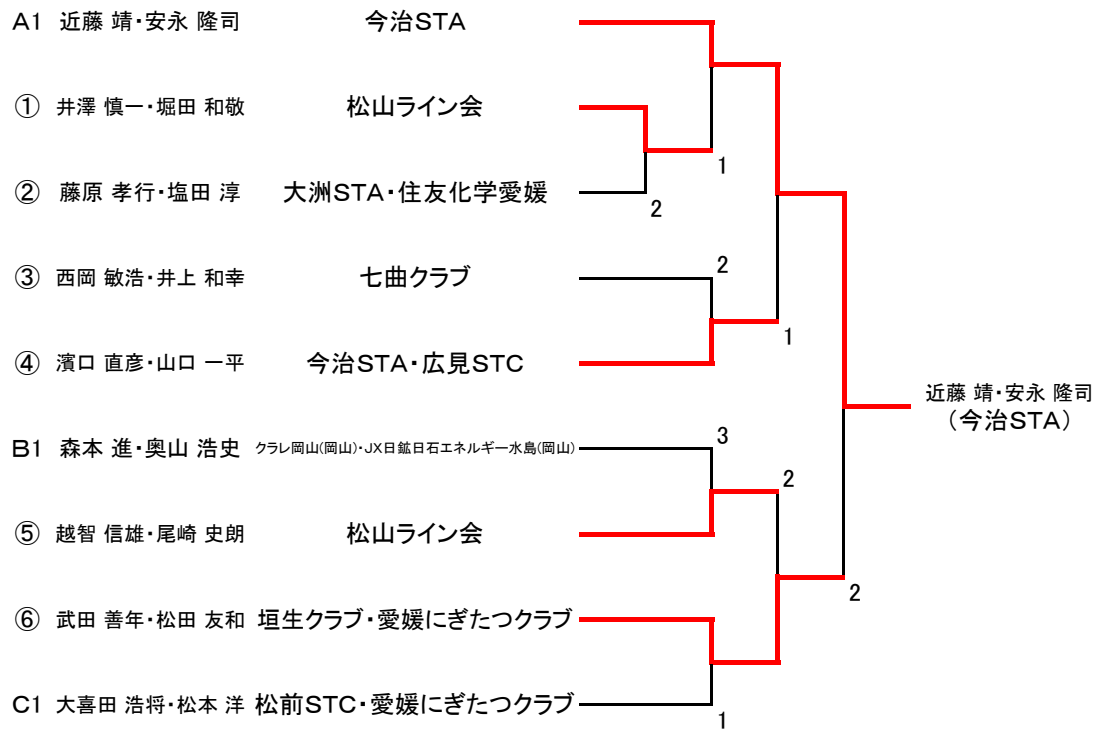 A1 近藤 靖・安永 隆司 今治STA
① 井澤 慎一・堀田 和敬 松山ライン会
1
② 藤原 孝行・塩田 淳 大洲STA・住友化学愛媛
2
③ 西岡 敏浩・井上 和幸 七曲クラブ
2
1
④ 濱口 直彦・山口 一平 今治STA・広見STC
近藤 靖・安永 隆司
（今治STA）
B1 森本 進・奥山 浩史 クラレ岡山(岡山)・JX日鉱日石エネルギー水島(岡山)
3
2
⑤ 越智 信雄・尾崎 史朗 松山ライン会
2
⑥ 武田 善年・松田 友和 垣生クラブ・愛媛にぎたつクラブ
C1 大喜田 浩将・松本 洋 松前STC・愛媛にぎたつクラブ
1